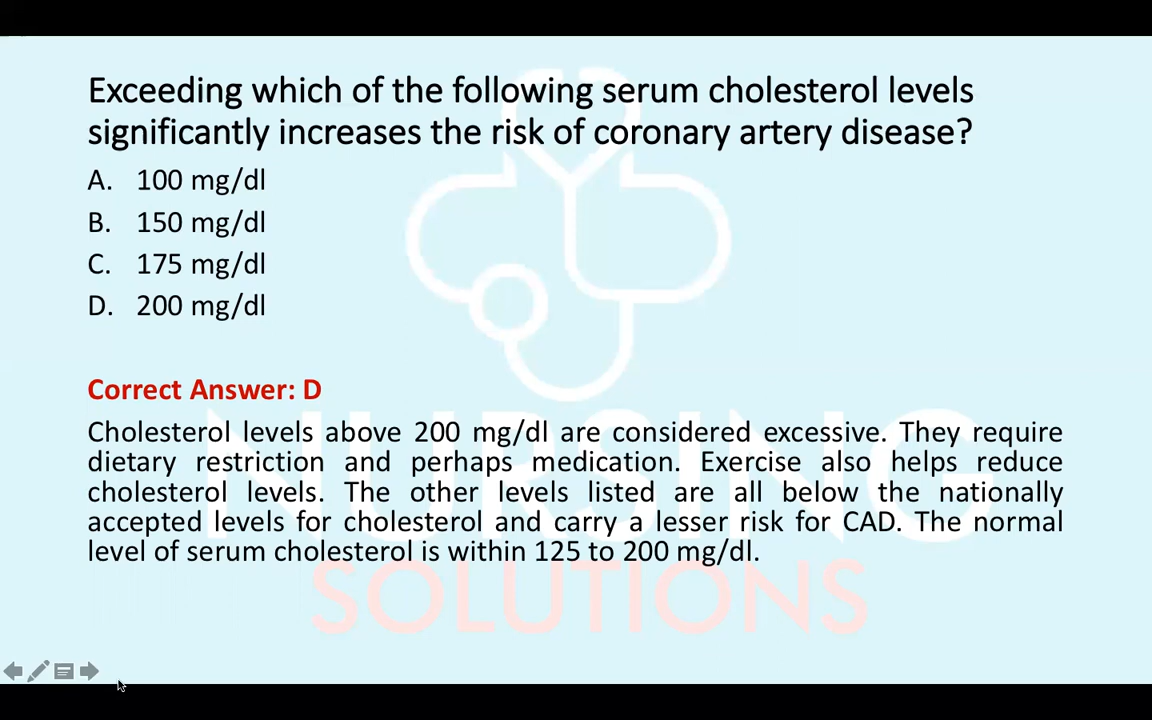 Exceeding which of the following serum cholesterol levels
significantly increases the risk of coronary artery disease?
A. 100 mg/dl
B. 150 mg/dl
C. 175 mg/dl
D. 200 mg/dl
Correct Answer: D
Cholesterol levels above 200 mg/dl are considered excessive. They require
dietary restriction and perhaps medication. Exercise also helps reduce
cholesterol levels. The other levels listed are all below the nationally
accepted levels for cholesterol and carry a lesser risk for CAD. The normal
level of serum cholesterol is within 125 to 200 mg/dl.
NURSING
SOLUTIONS